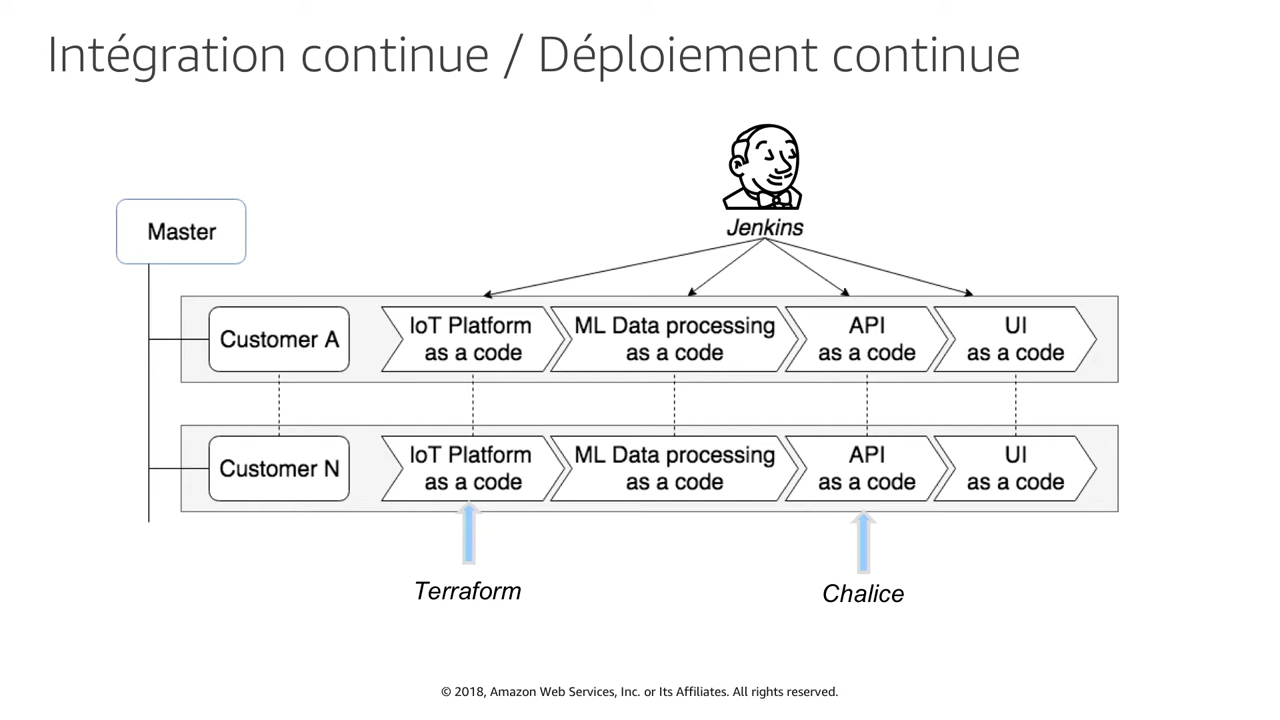 Intégration continue / Déploiement continue
Jenkins
Master
Customer A
IoT Platform
as a code
ML Data processing
as a code
API
as a code
UI
as a code
Customer N
IoT Platform
as a code
ML Data processing
as a code
API
as a code
UI
as a code
Terraform
Chalice
© 2018, Amazon Web Services, Inc. or Its Affiliates. All rights reserved.